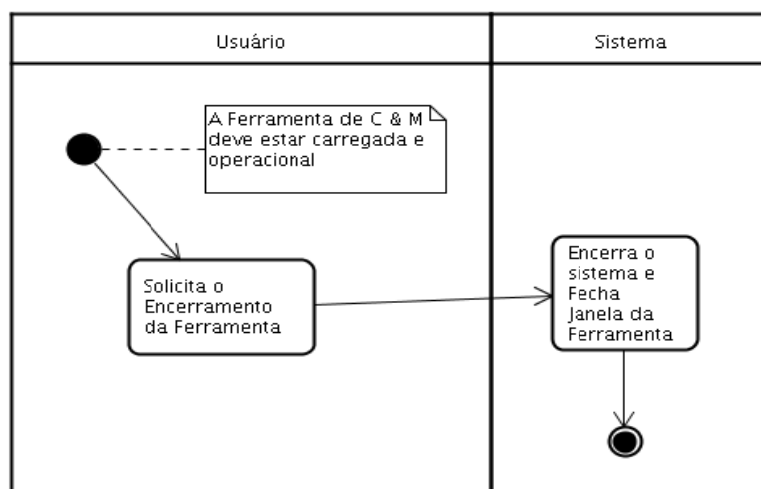 Usuário
Sistema
A Ferramenta de C & M
deve estar carregada e
operacional
Solicita o
Encerramento
da Ferramenta
Encerra o
sistema e
Fecha
Janela da
Ferramenta